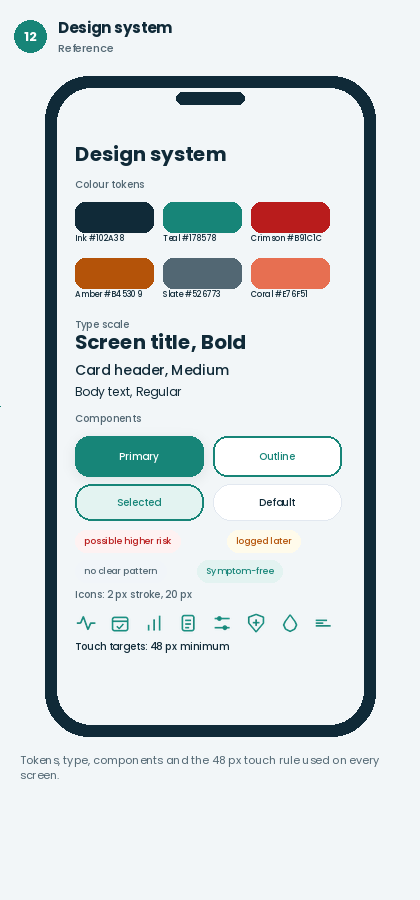 12
Design system
Reference
Design system
Colour tokens
Ink #102A38
Teal #178578
Crimson #B91C1C
Amber #B45309
Slate #526773
Coral #E76F51
Type scale
Screen title, Bold
Card header, Medium
Body text, Regular
Components
Primary
Outline
Selected
Default
possible higher risk
logged later
no clear pattern
Symptom-free
Icons: 2 px stroke, 20 px
Touch targets: 48 px minimum
Tokens, type, components and the 48 px touch rule used on every
screen.